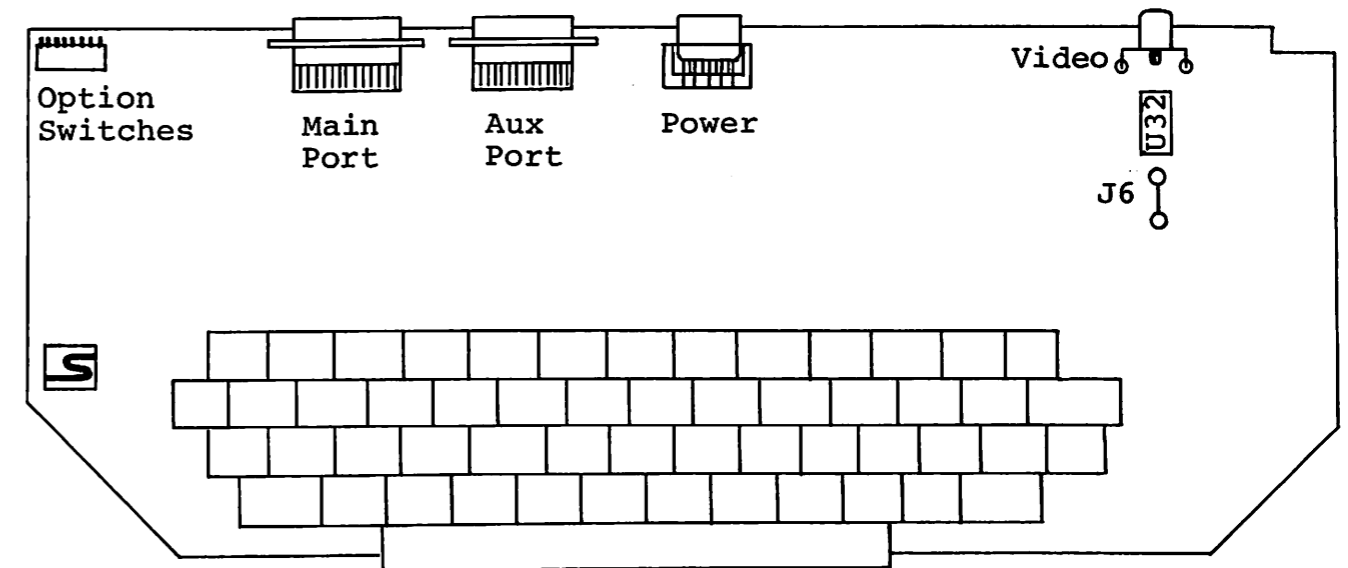 Option
Switches
Main
Port
Aux
Port
Power
Video
U32
J6
S